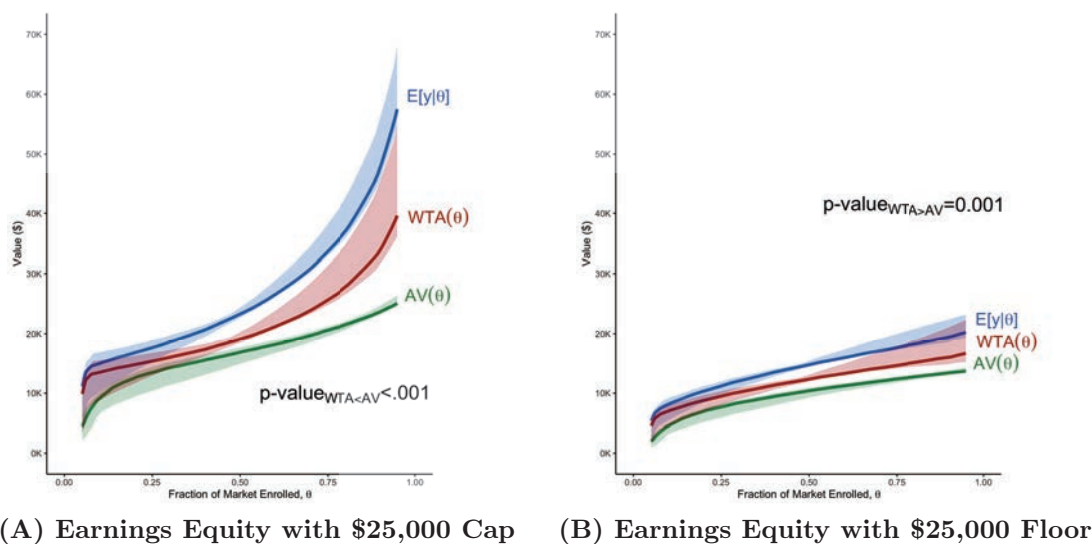 70K
60K
50K
40K
30K
20K
10K
0K
Value ($)
E[y|θ]
WTA(θ)
AV(θ)
p-valueWTA<AV<.001
0.00 0.25 0.50 0.75 1.00
Fraction of Market Enrolled, θ
(A) Earnings Equity with $25,000 Cap
70K
60K
50K
40K
30K
20K
10K
0K
Value ($)
p-valueWTA>AV=0.001
E[y|θ]
WTA(θ)
AV(θ)
0.00 0.25 0.50 0.75 1.00
Fraction of Market Enrolled, θ
(B) Earnings Equity with $25,000 Floor